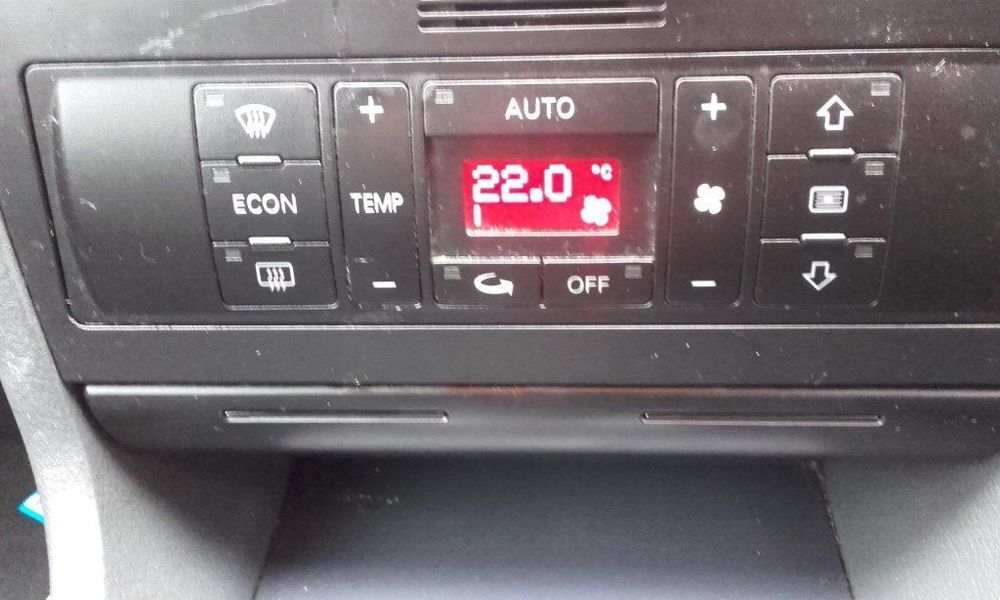 AUTO
+
+
22.0 °C
ECON
TEMP
-
-
OFF